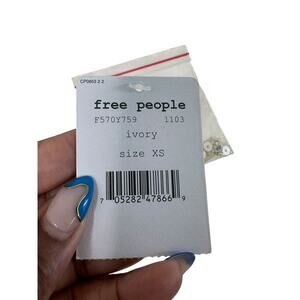 CP0603 2 2
free people
F570Y759 1103
ivory
size XS
7 05282 47866 9